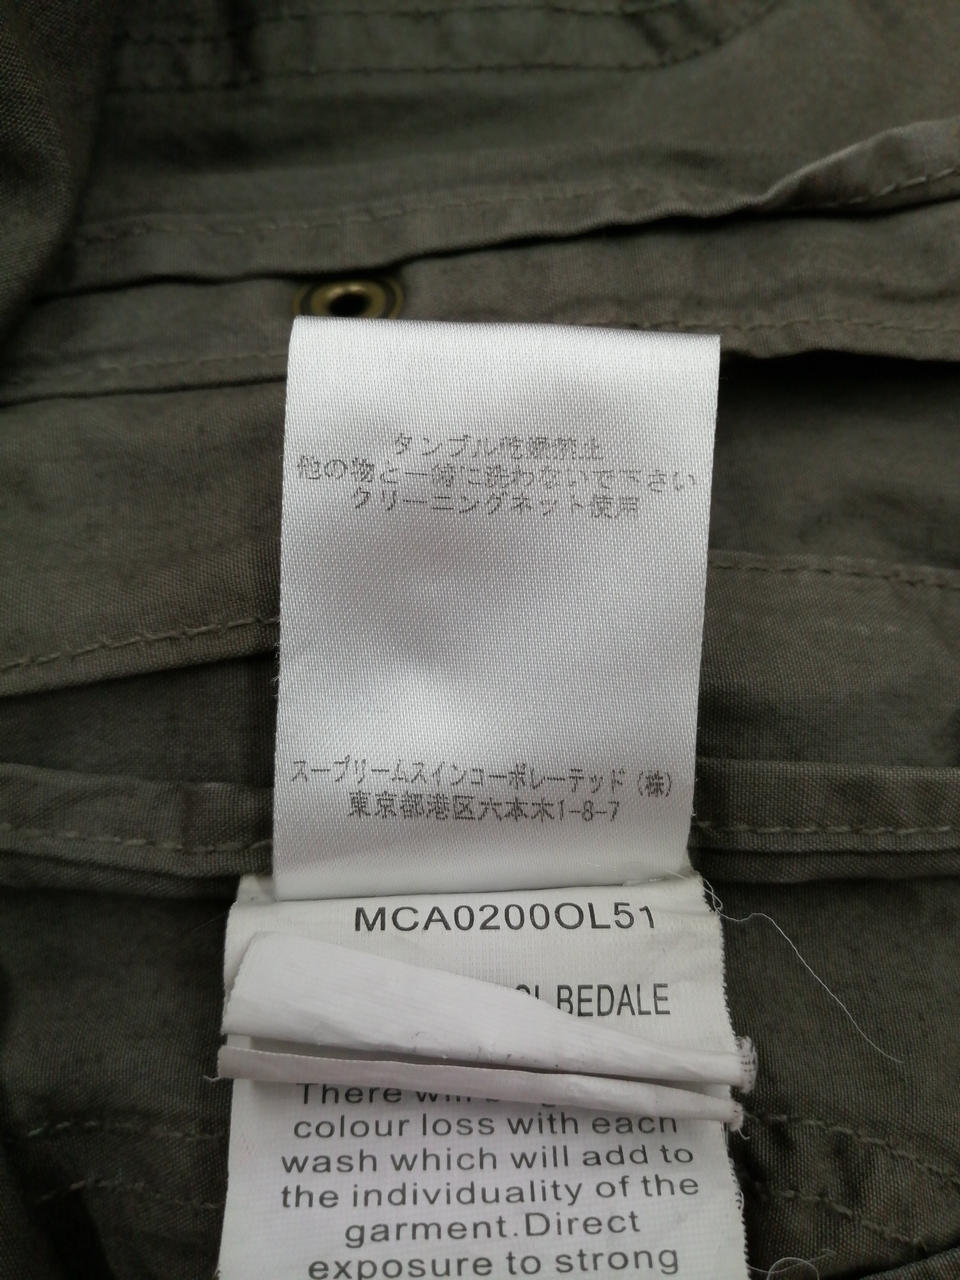 タンブル乾燥禁止
他の物と一緒に洗わないで下さい
クリーニングネット使用
スープリームスインコーポレーテッド (株)
東京都港区六本木1-8-7
MCA0200OL51
BEDALE
There
colour loss with each
wash which will add to
the individuality of the
garment.Direct
exposure to strong